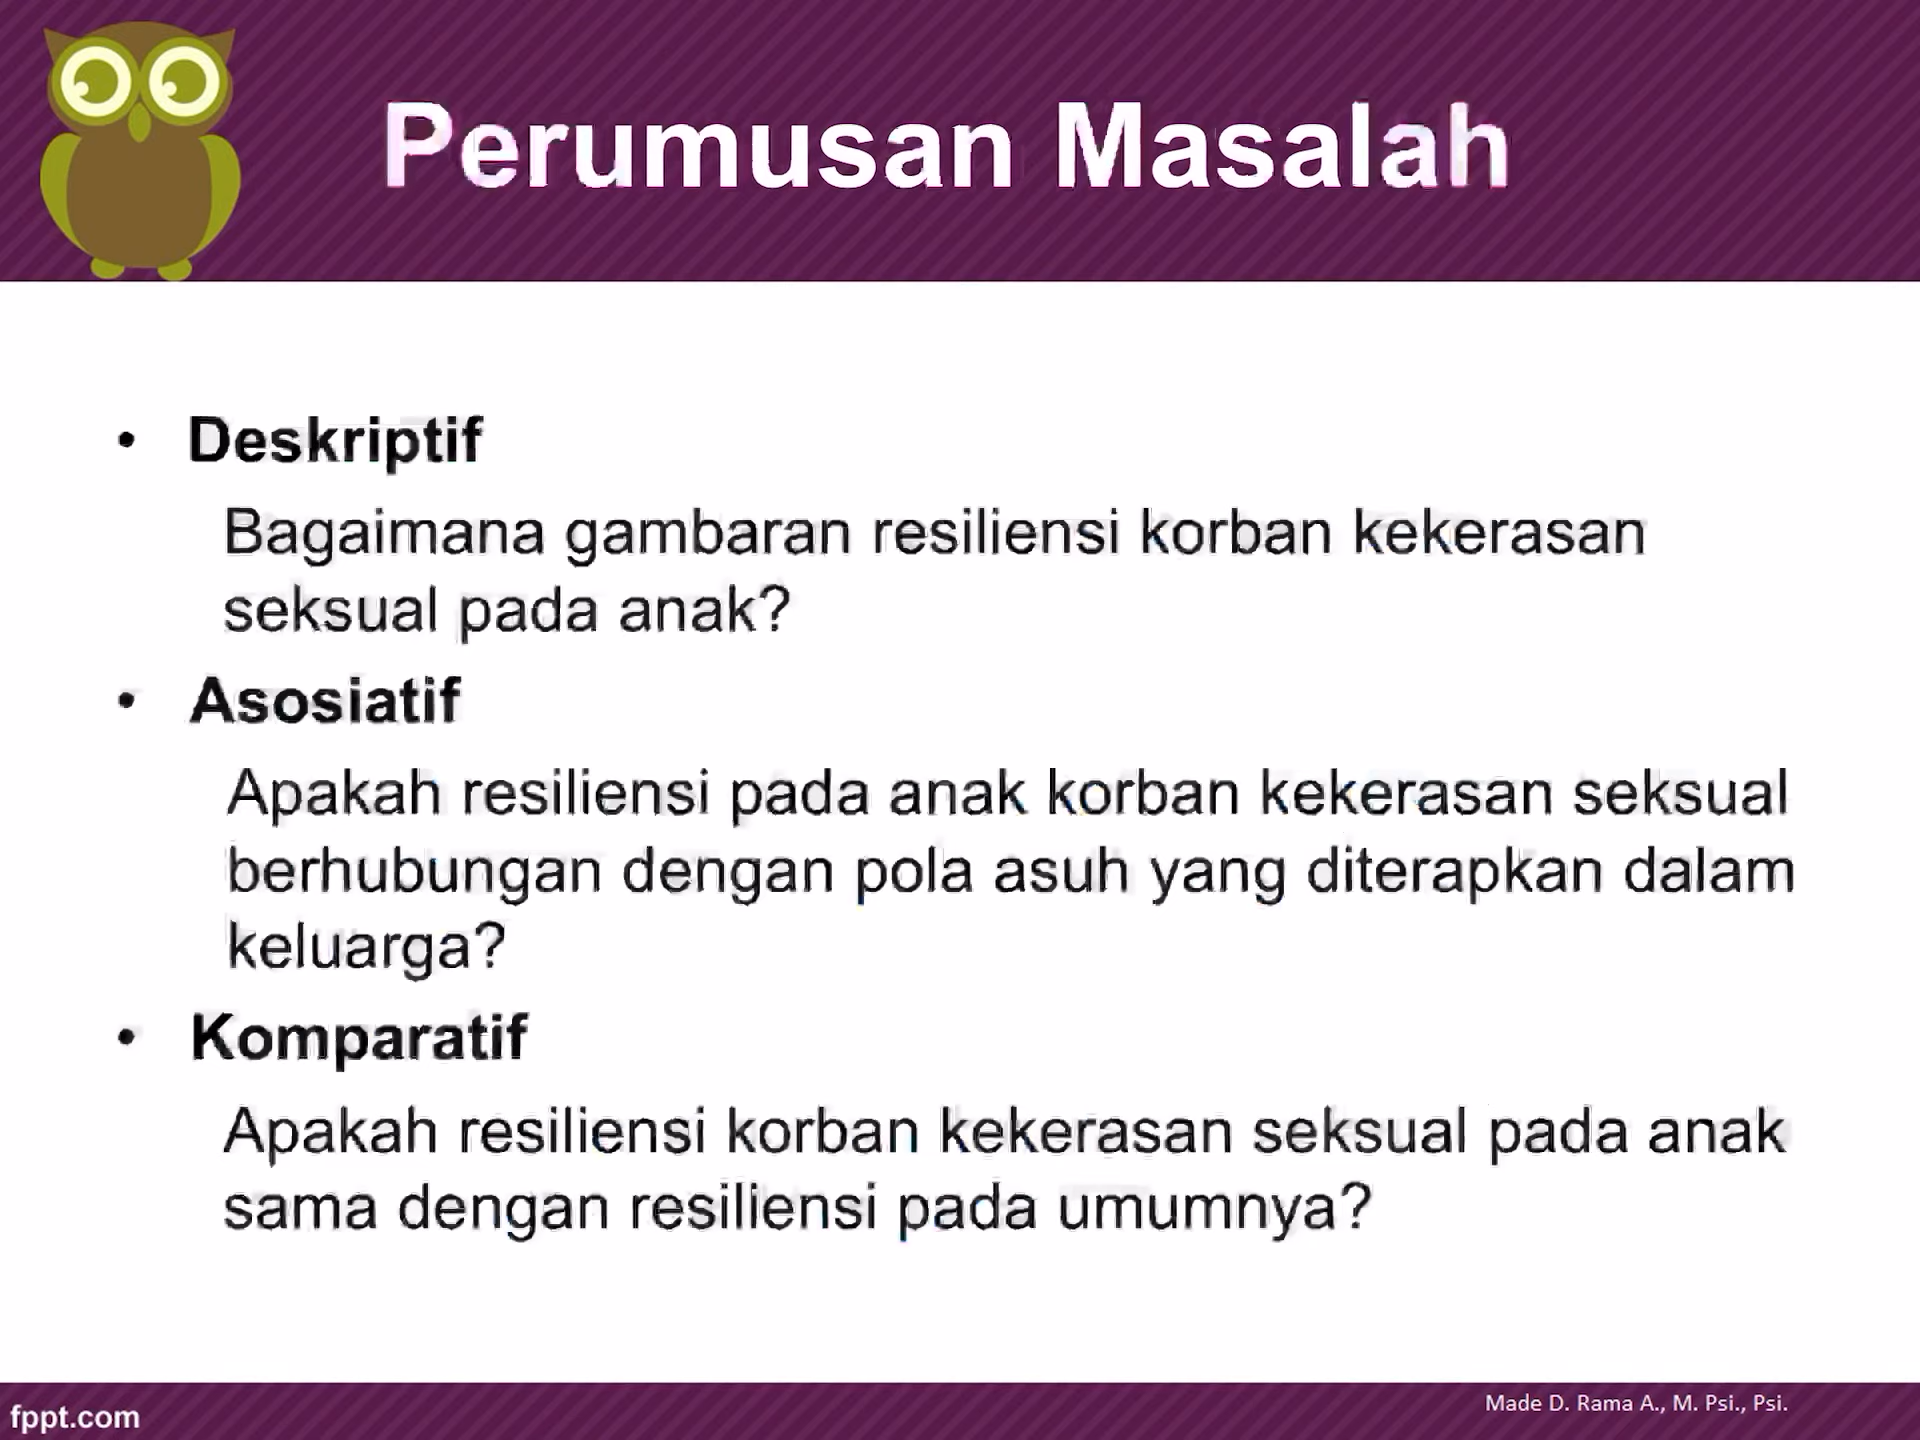 Perumusan Masalah
• Deskriptif
Bagaimana gambaran resiliensi korban kekerasan
seksual pada anak?
• Asosiatif
Apakah resiliensi pada anak korban kekerasan seksual
berhubungan dengan pola asuh yang diterapkan dalam
keluarga?
• Komparatif
Apakah resiliensi korban kekerasan seksual pada anak
sama dengan resiliensi pada umumnya?
fppt.com
Made D. Rama A., M. Psi., Psi.